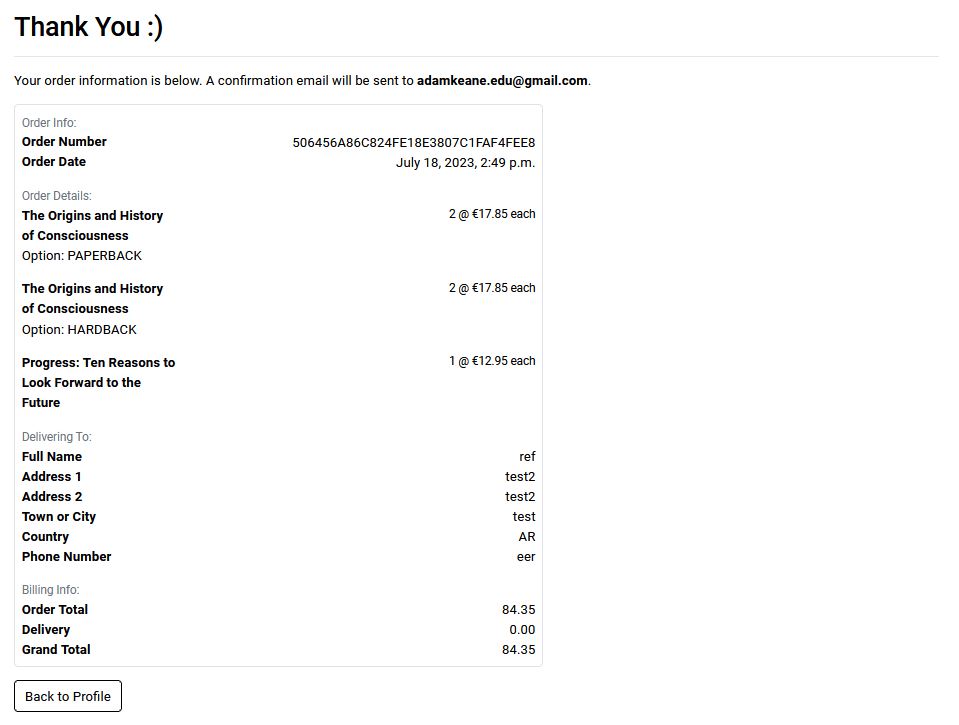 Thank You :)
Your order information is below. A confirmation email will be sent to adamkeane.edu@gmail.com.
Order Info:
Order Number 506456A86C824FE18E3807C1FAF4FEE8
Order Date July 18, 2023, 2:49 p.m.
Order Details:
The Origins and History 2 @ €17.85 each
of Consciousness
Option: PAPERBACK
The Origins and History 2 @ €17.85 each
of Consciousness
Option: HARDBACK
Progress: Ten Reasons to 1 @ €12.95 each
Look Forward to the
Future
Delivering To:
Full Name ref
Address 1 test2
Address 2 test2
Town or City test
Country AR
Phone Number eer
Billing Info:
Order Total 84.35
Delivery 0.00
Grand Total 84.35
Back to Profile